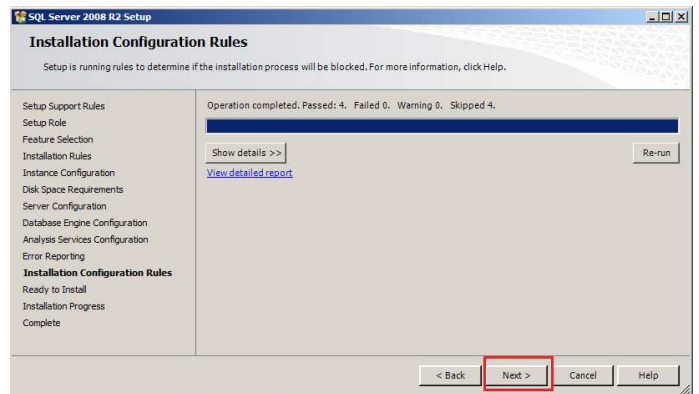 SQL Server 2008 R2 Setup
Installation Configuration Rules
Setup is running rules to determine if the installation process will be blocked. For more information, click Help.
Setup Support Rules
Setup Role
Feature Selection
Installation Rules
Instance Configuration
Disk Space Requirements
Server Configuration
Database Engine Configuration
Analysis Services Configuration
Error Reporting
Installation Configuration Rules
Ready to Install
Installation Progress
Complete
Operation completed. Passed: 4. Failed 0. Warning 0. Skipped 4.
Show details >>
Re-run
View detailed report
< Back
Next >
Cancel
Help